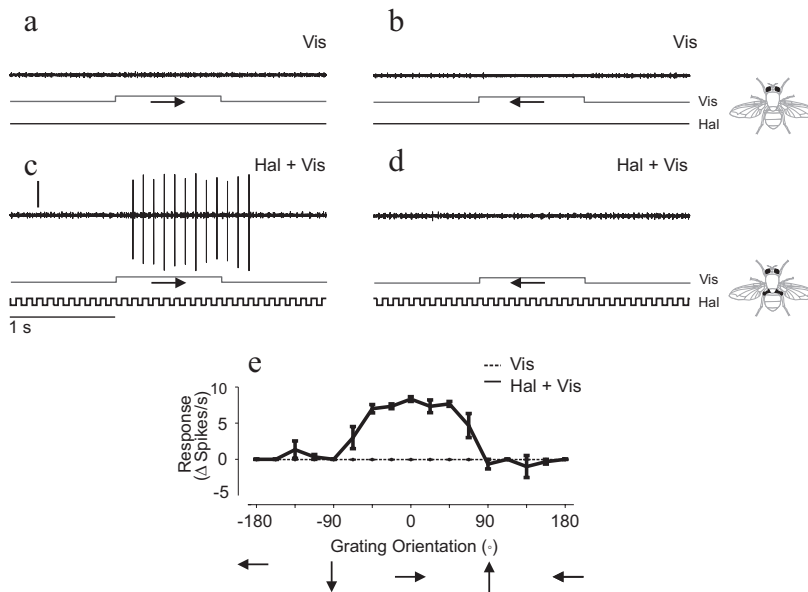 a
Vis
b
Vis
Vis
Hal
c
Hal + Vis
d
Hal + Vis
Vis
Hal
1 s
e
Vis
Hal + Vis
Response
(Δ Spikes/s)
10
5
0
-5
-180 -90 0 90 180
Grating Orientation (◦)